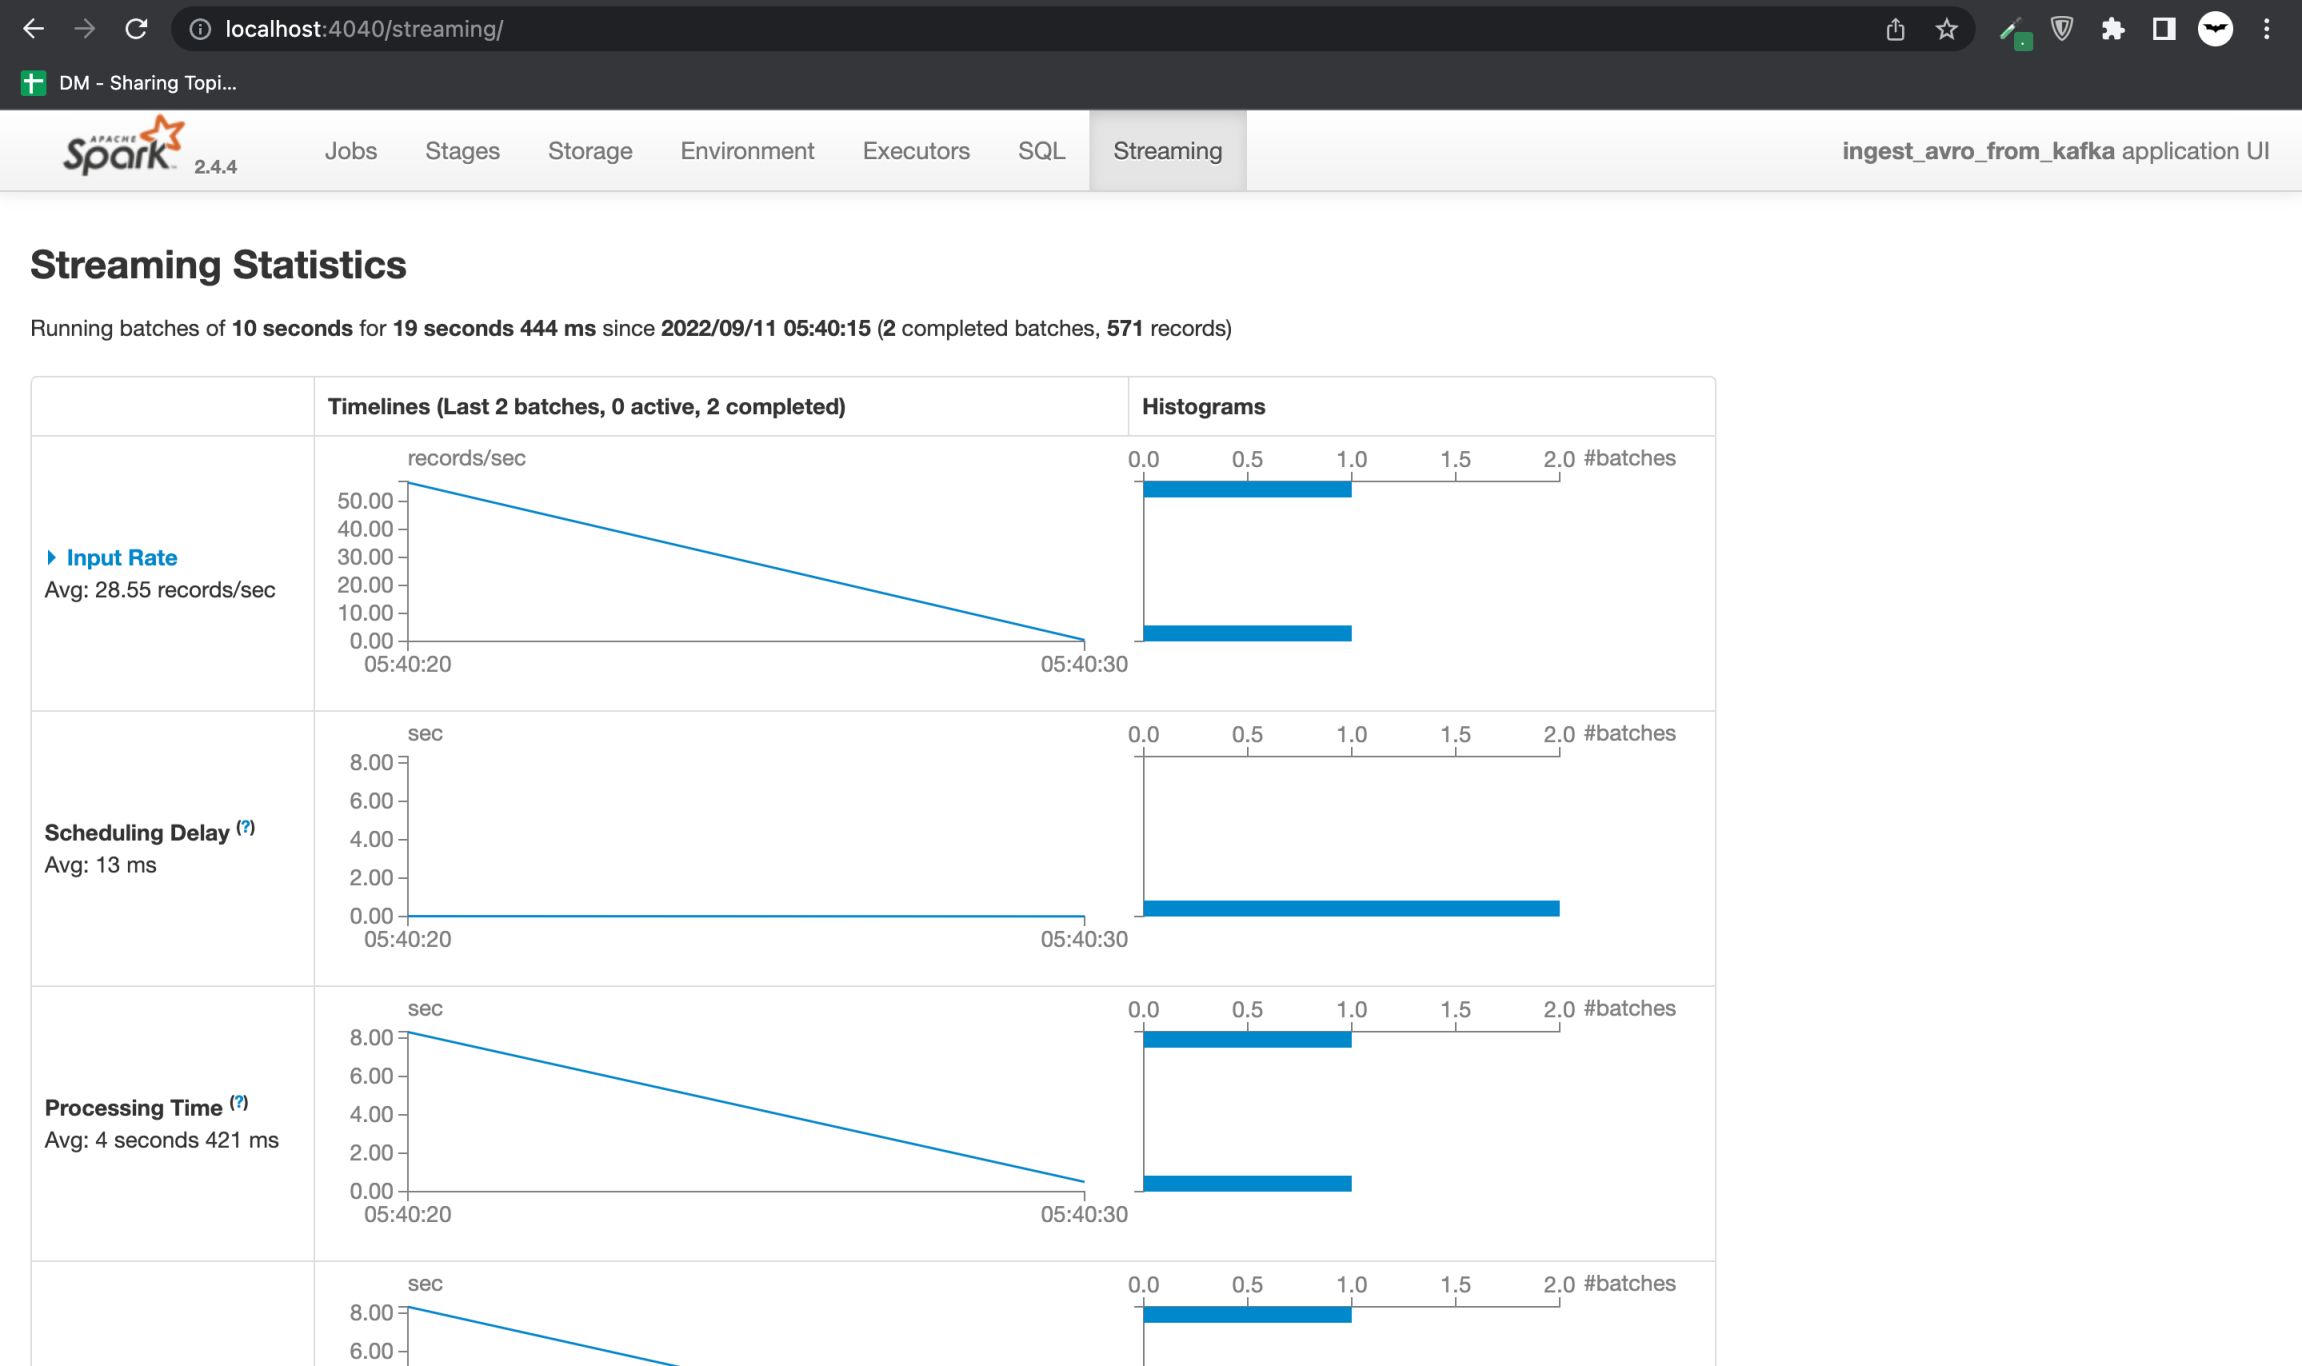 localhost:4040/streaming/
DM - Sharing Topi...
APACHE
Spark™ 2.4.4 Jobs Stages Storage Environment Executors SQL Streaming ingest_avro_from_kafka application UI
Streaming Statistics
Running batches of 10 seconds for 19 seconds 444 ms since 2022/09/11 05:40:15 (2 completed batches, 571 records)
Timelines (Last 2 batches, 0 active, 2 completed) Histograms
records/sec 0.0 0.5 1.0 1.5 2.0 #batches
50.00
40.00
30.00
20.00
10.00
0.00
05:40:20 05:40:30
Input Rate
Avg: 28.55 records/sec
sec 0.0 0.5 1.0 1.5 2.0 #batches
8.00
6.00
4.00
2.00
0.00
05:40:20 05:40:30
Scheduling Delay (?)
Avg: 13 ms
sec 0.0 0.5 1.0 1.5 2.0 #batches
8.00
6.00
4.00
2.00
0.00
05:40:20 05:40:30
Processing Time (?)
Avg: 4 seconds 421 ms
sec 0.0 0.5 1.0 1.5 2.0 #batches
8.00
6.00